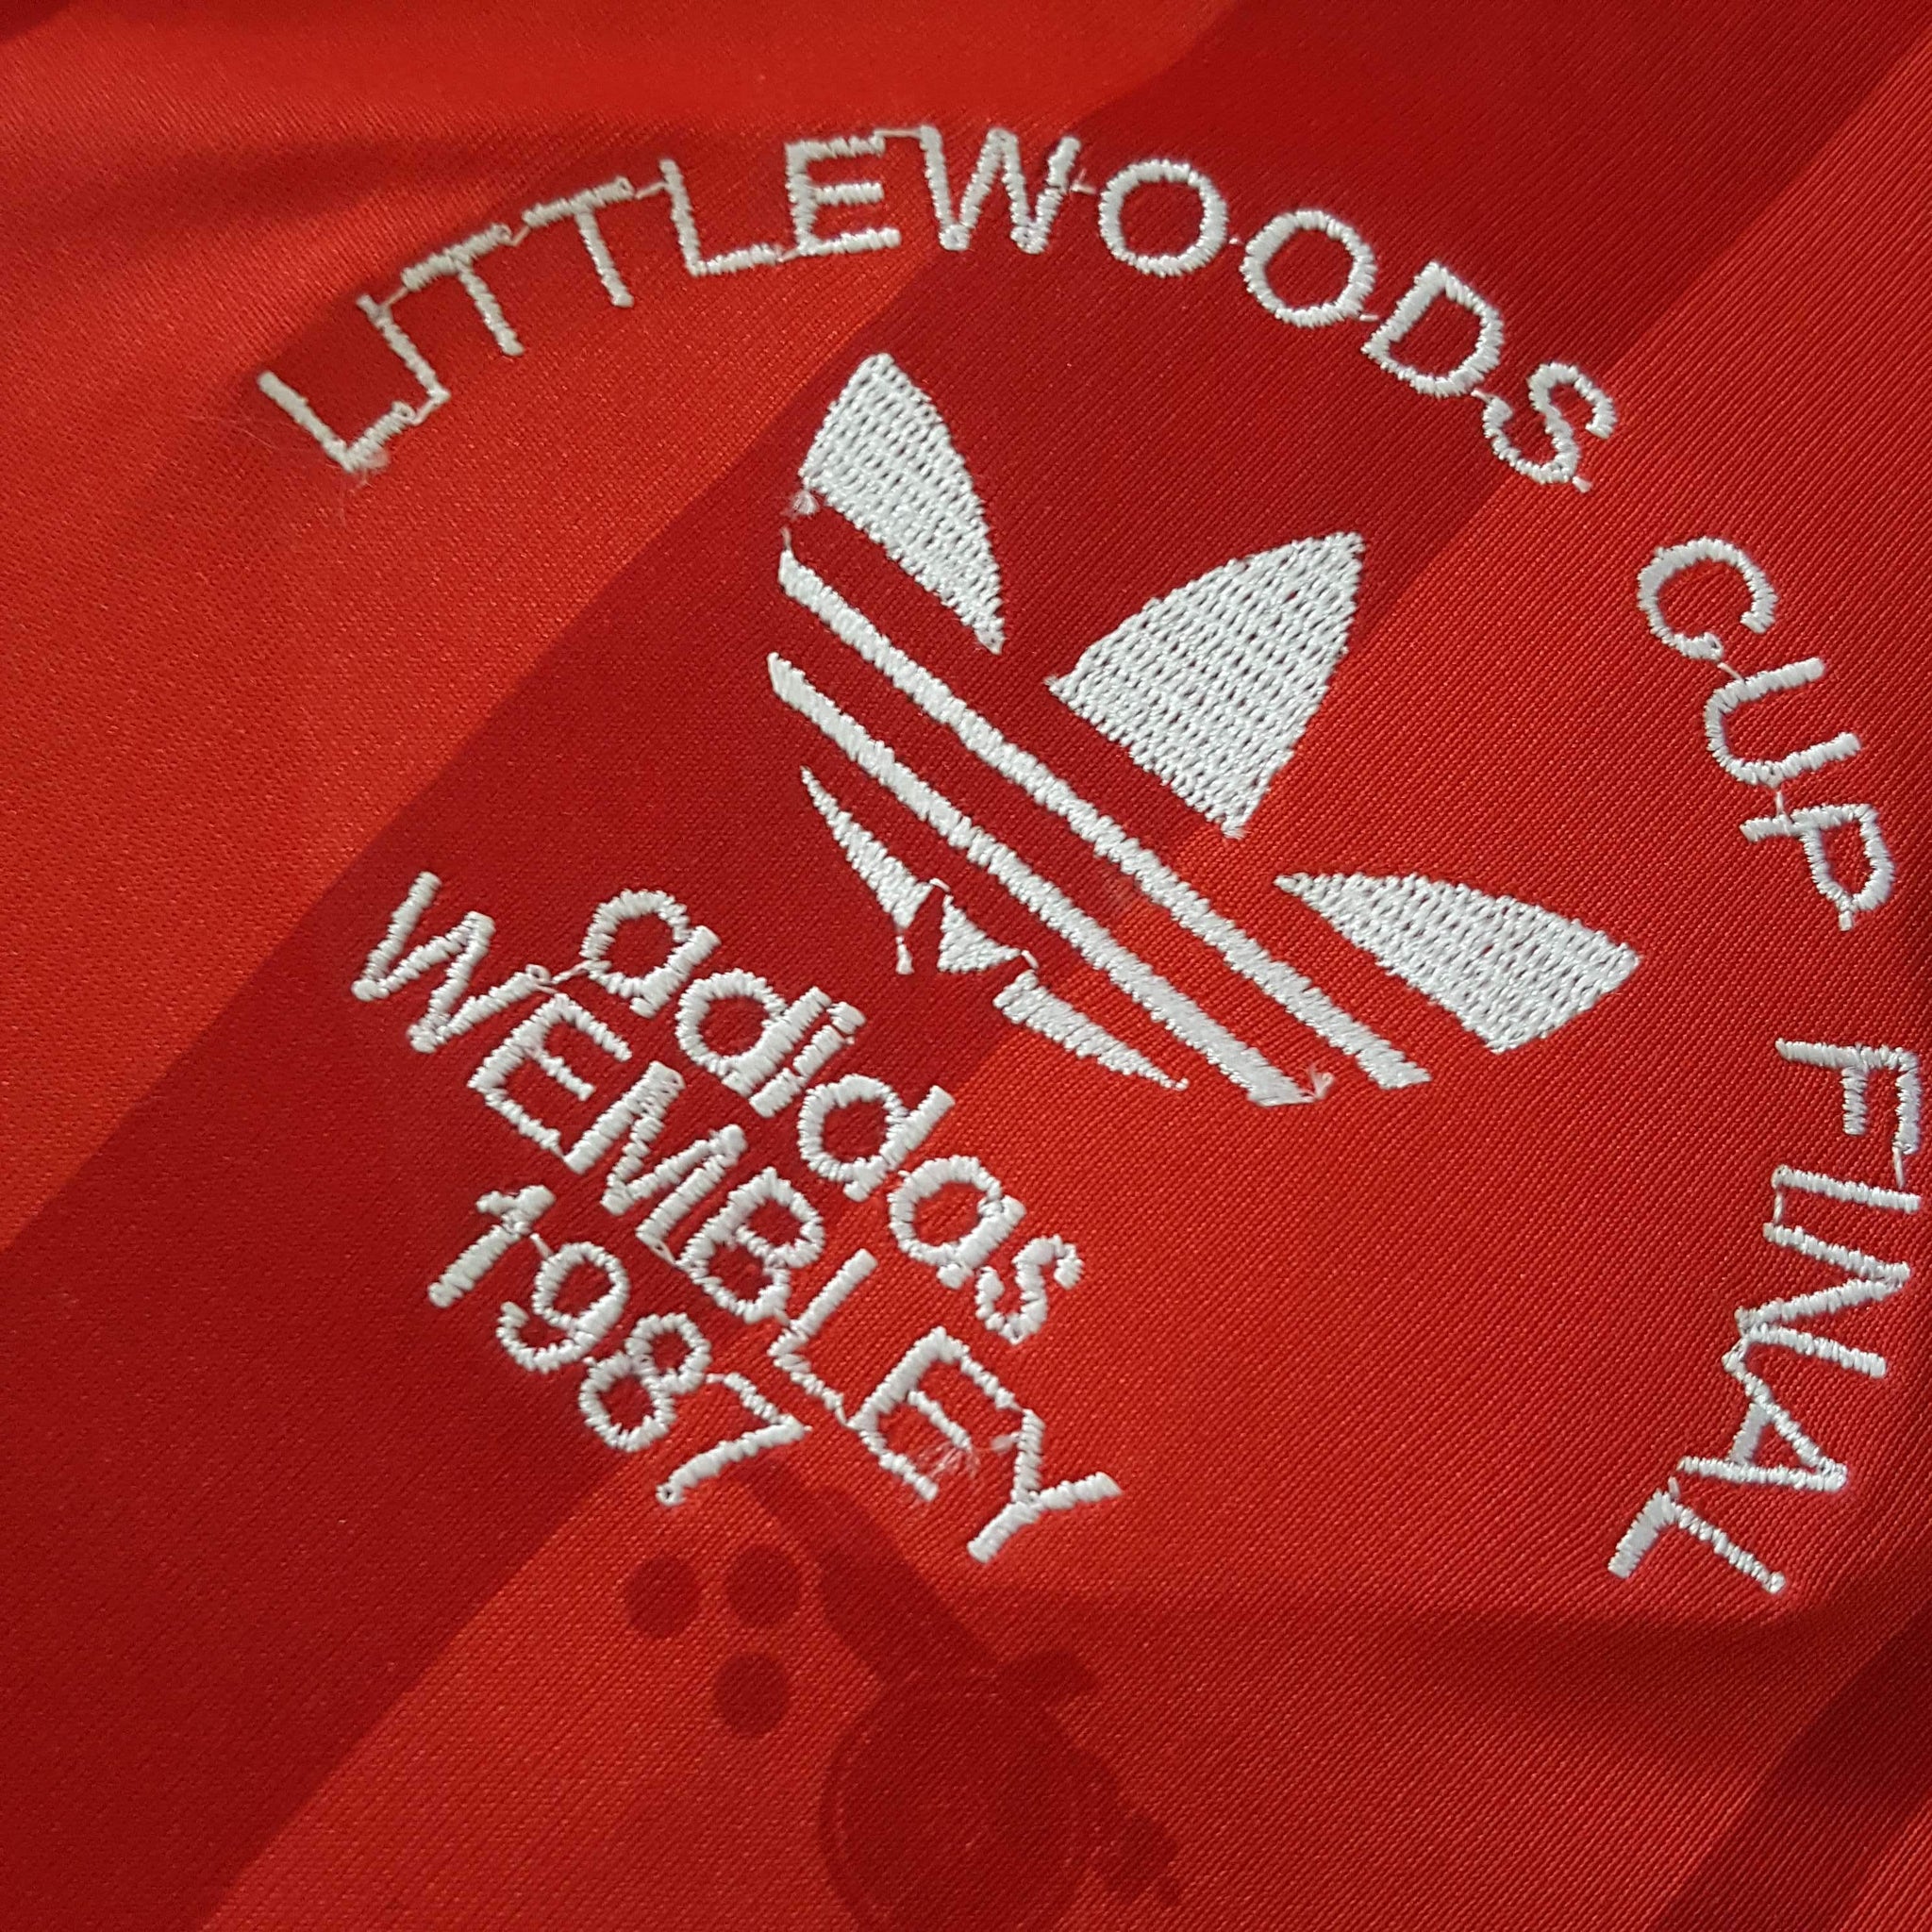 LITTLEWOODS CUP FINAL
adidas
WEMBLEY
1987